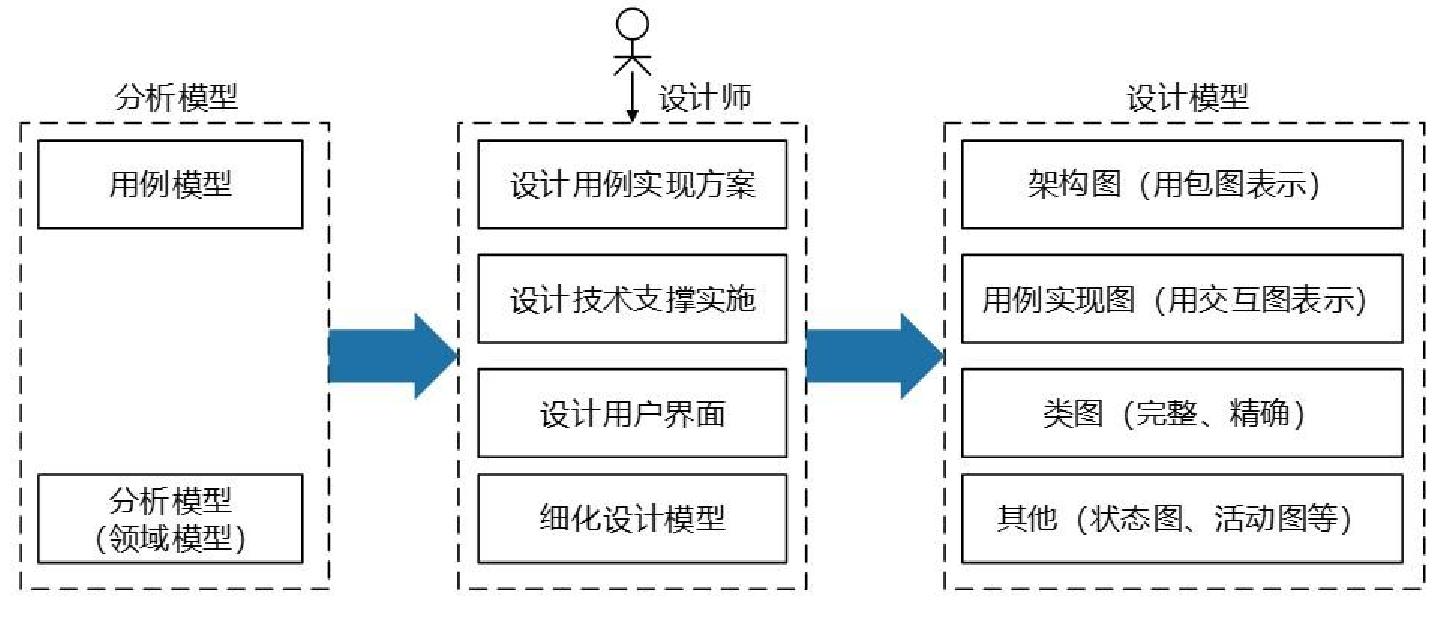 分析模型
用例模型
分析模型
（领域模型）
设计师
设计用例实现方案
设计技术支撑实施
设计用户界面
细化设计模型
设计模型
架构图（用包图表示）
用例实现图（用交互图表示）
类图（完整、精确）
其他（状态图、活动图等）